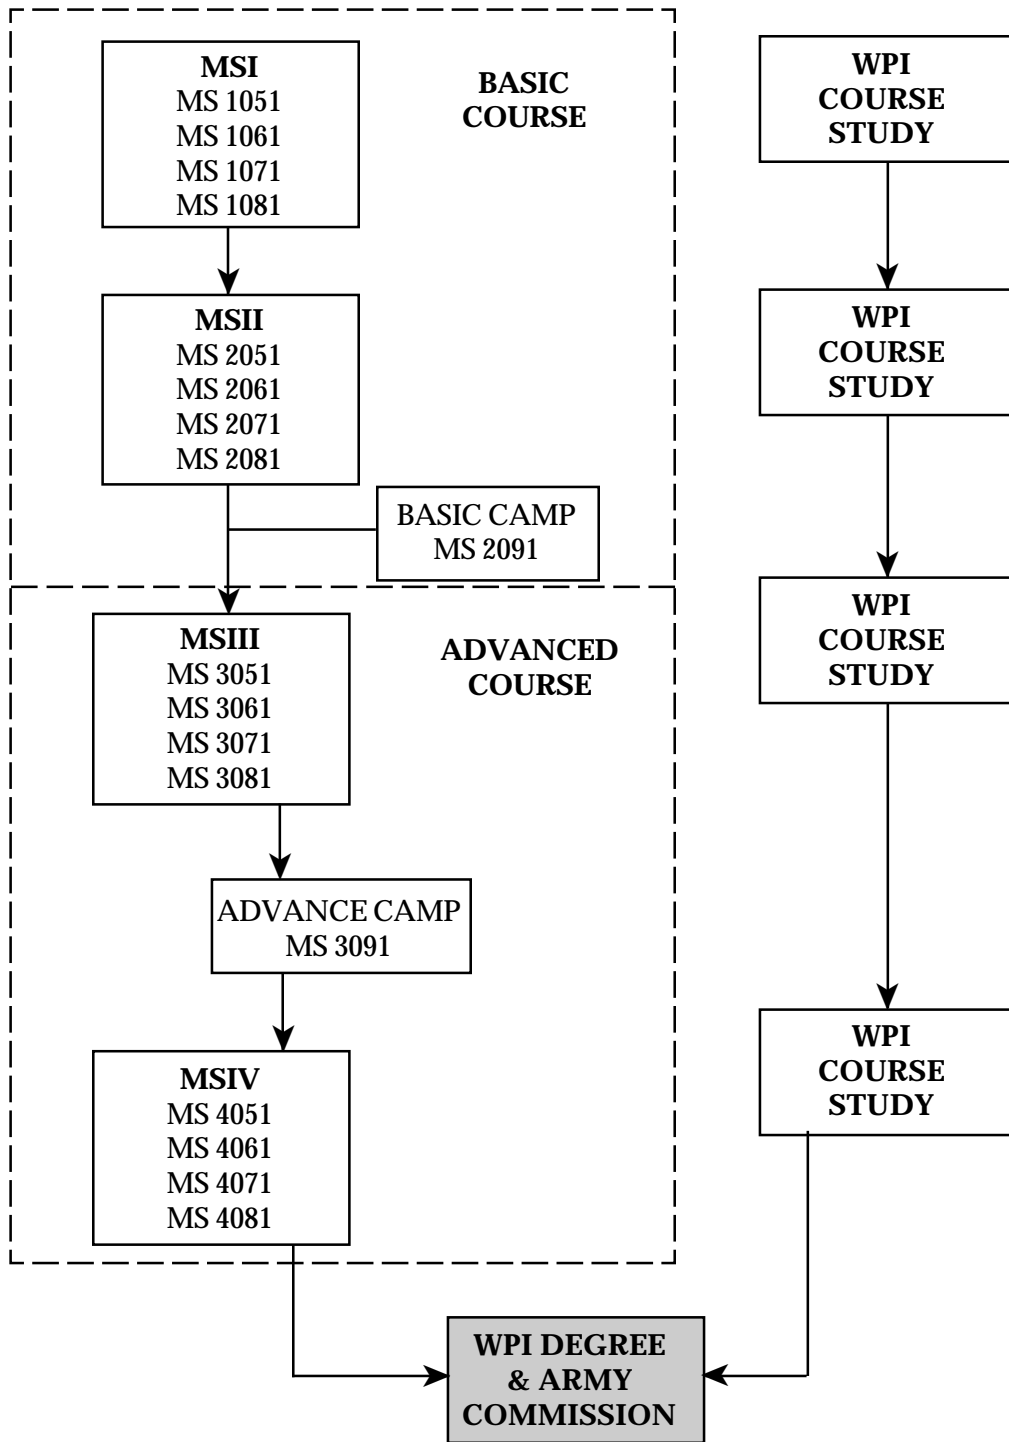 MSI
MS 1051
MS 1061
MS 1071
MS 1081
BASIC
COURSE
WPI
COURSE
STUDY
MSII
MS 2051
MS 2061
MS 2071
MS 2081
WPI
COURSE
STUDY
BASIC CAMP
MS 2091
MSIII
MS 3051
MS 3061
MS 3071
MS 3081
ADVANCED
COURSE
WPI
COURSE
STUDY
ADVANCE CAMP
MS 3091
MSIV
MS 4051
MS 4061
MS 4071
MS 4081
WPI
COURSE
STUDY
WPI DEGREE
& ARMY
COMMISSION